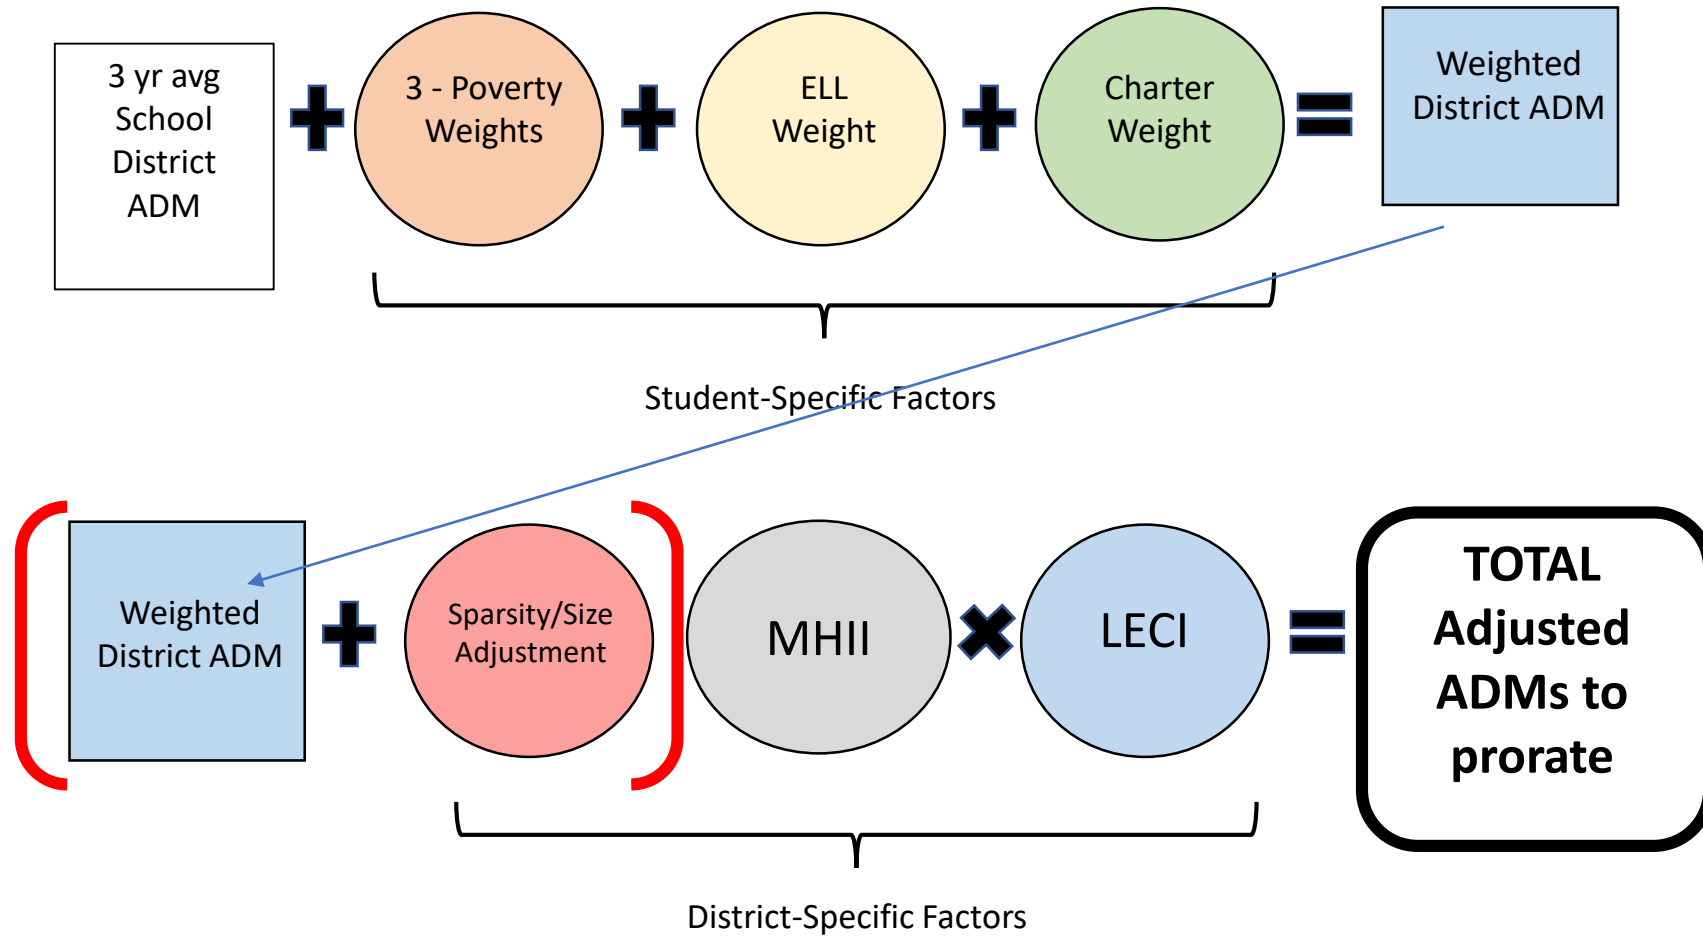 3 yr avg
School
District
ADM
3 - Poverty
Weights
ELL
Weight
Charter
Weight
Weighted
District ADM
Student-Specific Factors
Weighted
District ADM
Sparsity/Size
Adjustment
MHII
LECI
TOTAL
Adjusted
ADMs to
prorate
District-Specific Factors